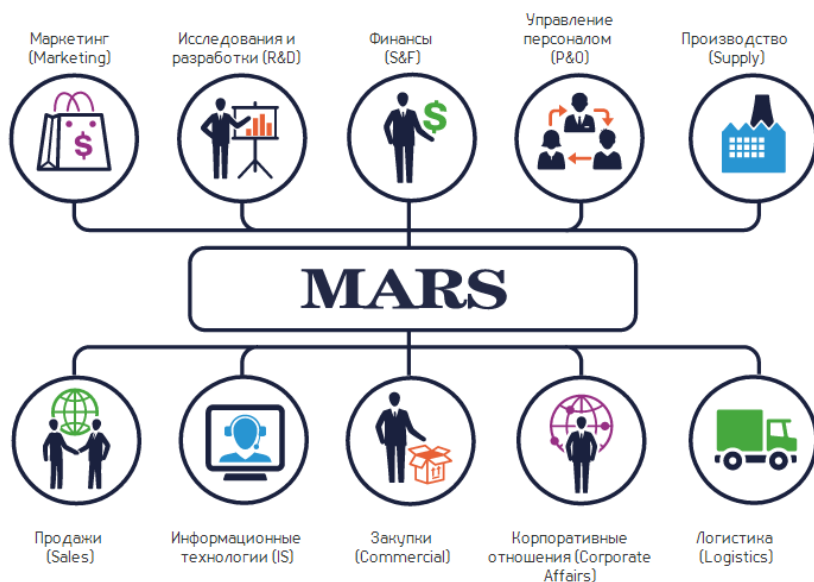 Маркетинг
(Marketing)
Исследования и
разработки (R&D)
Финансы
(S&F)
Управление
персоналом
(P&O)
Производство
(Supply)
$
$
MARS
Продажи
(Sales)
Информационные
технологии (IS)
Закупки
(Commercial)
Корпоративные
отношения (Corporate
Affairs)
Логистика
(Logistics)